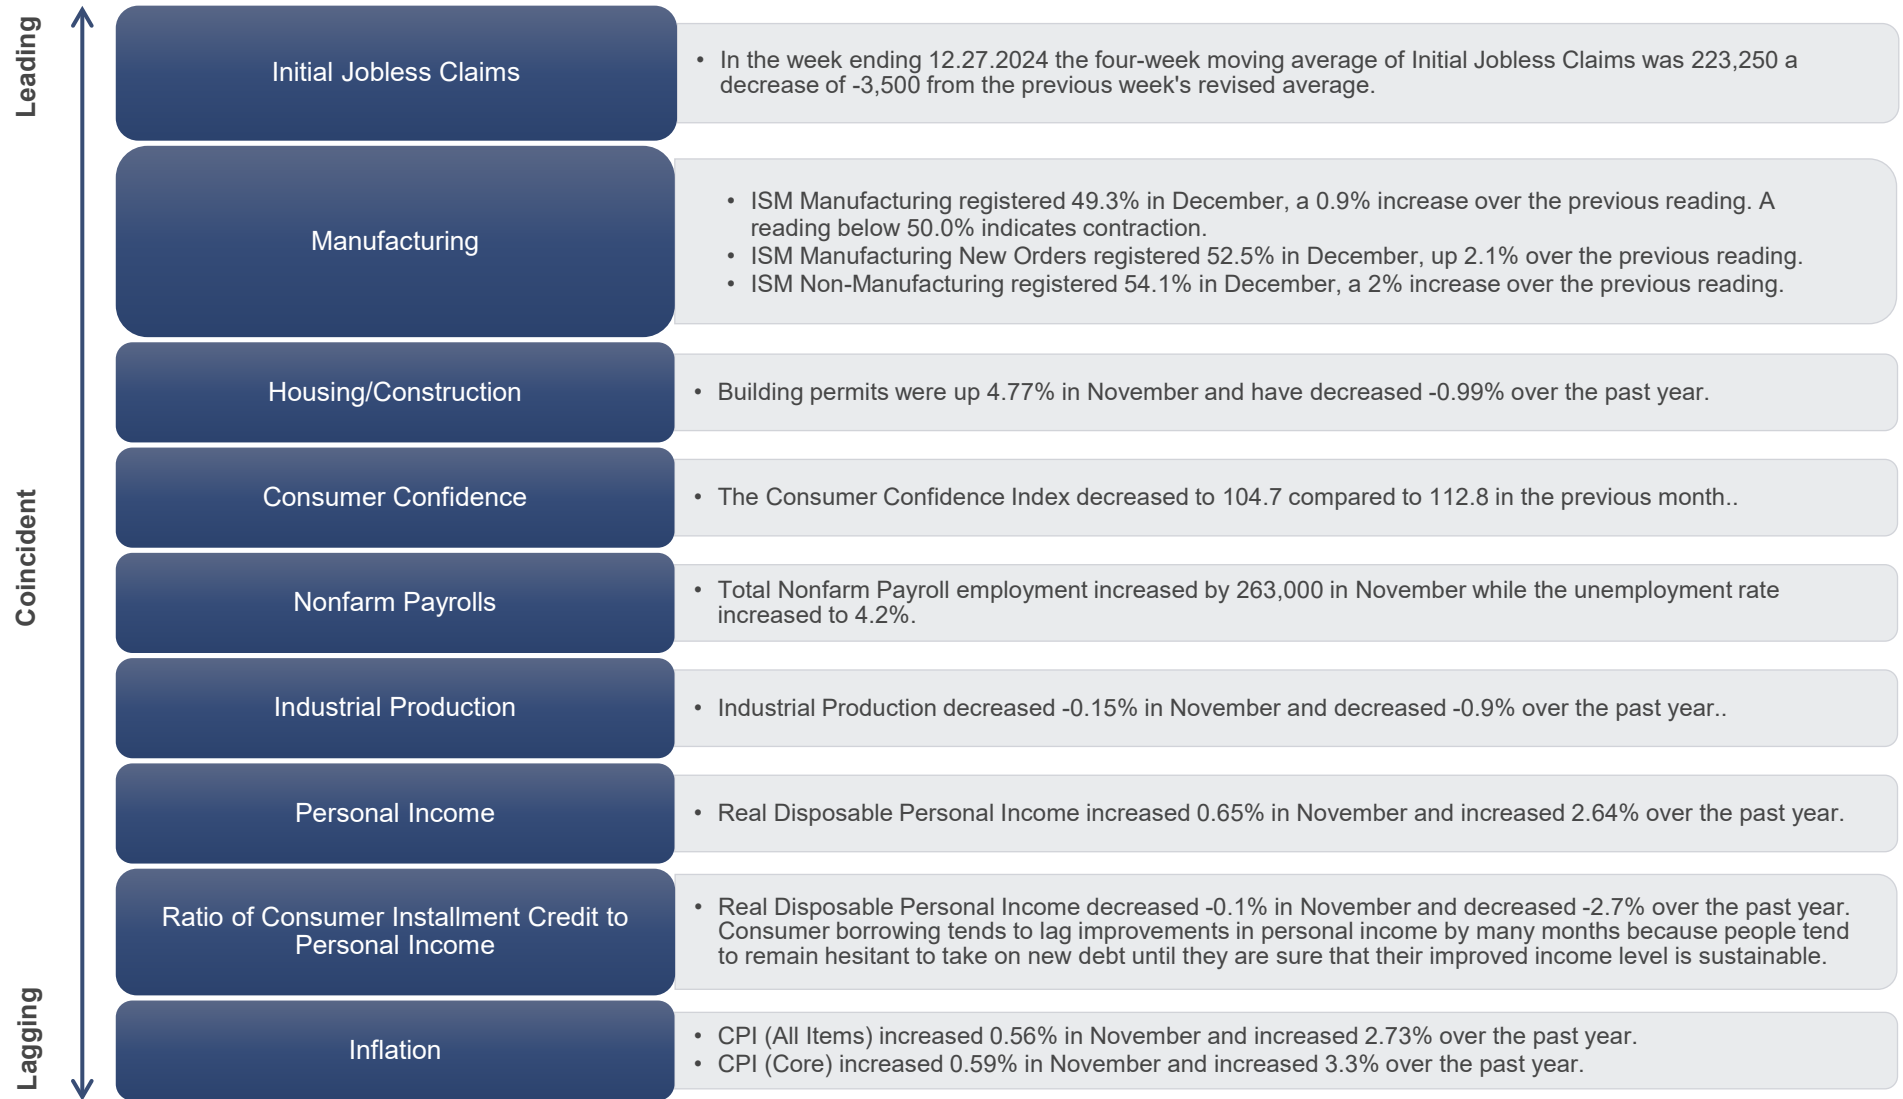 Leading
Initial Jobless Claims
• In the week ending 12.27.2024 the four-week moving average of Initial Jobless Claims was 223,250 a
decrease of -3,500 from the previous week's revised average.
Manufacturing
• ISM Manufacturing registered 49.3% in December, a 0.9% increase over the previous reading. A
reading below 50.0% indicates contraction.
• ISM Manufacturing New Orders registered 52.5% in December, up 2.1% over the previous reading.
• ISM Non-Manufacturing registered 54.1% in December, a 2% increase over the previous reading.
Housing/Construction
• Building permits were up 4.77% in November and have decreased -0.99% over the past year.
Coincident
Consumer Confidence
• The Consumer Confidence Index decreased to 104.7 compared to 112.8 in the previous month..
Nonfarm Payrolls
• Total Nonfarm Payroll employment increased by 263,000 in November while the unemployment rate
increased to 4.2%.
Industrial Production
• Industrial Production decreased -0.15% in November and decreased -0.9% over the past year..
Personal Income
• Real Disposable Personal Income increased 0.65% in November and increased 2.64% over the past year.
Ratio of Consumer Installment Credit to
Personal Income
• Real Disposable Personal Income decreased -0.1% in November and decreased -2.7% over the past year.
Consumer borrowing tends to lag improvements in personal income by many months because people tend
to remain hesitant to take on new debt until they are sure that their improved income level is sustainable.
Lagging
Inflation
• CPI (All Items) increased 0.56% in November and increased 2.73% over the past year.
• CPI (Core) increased 0.59% in November and increased 3.3% over the past year.